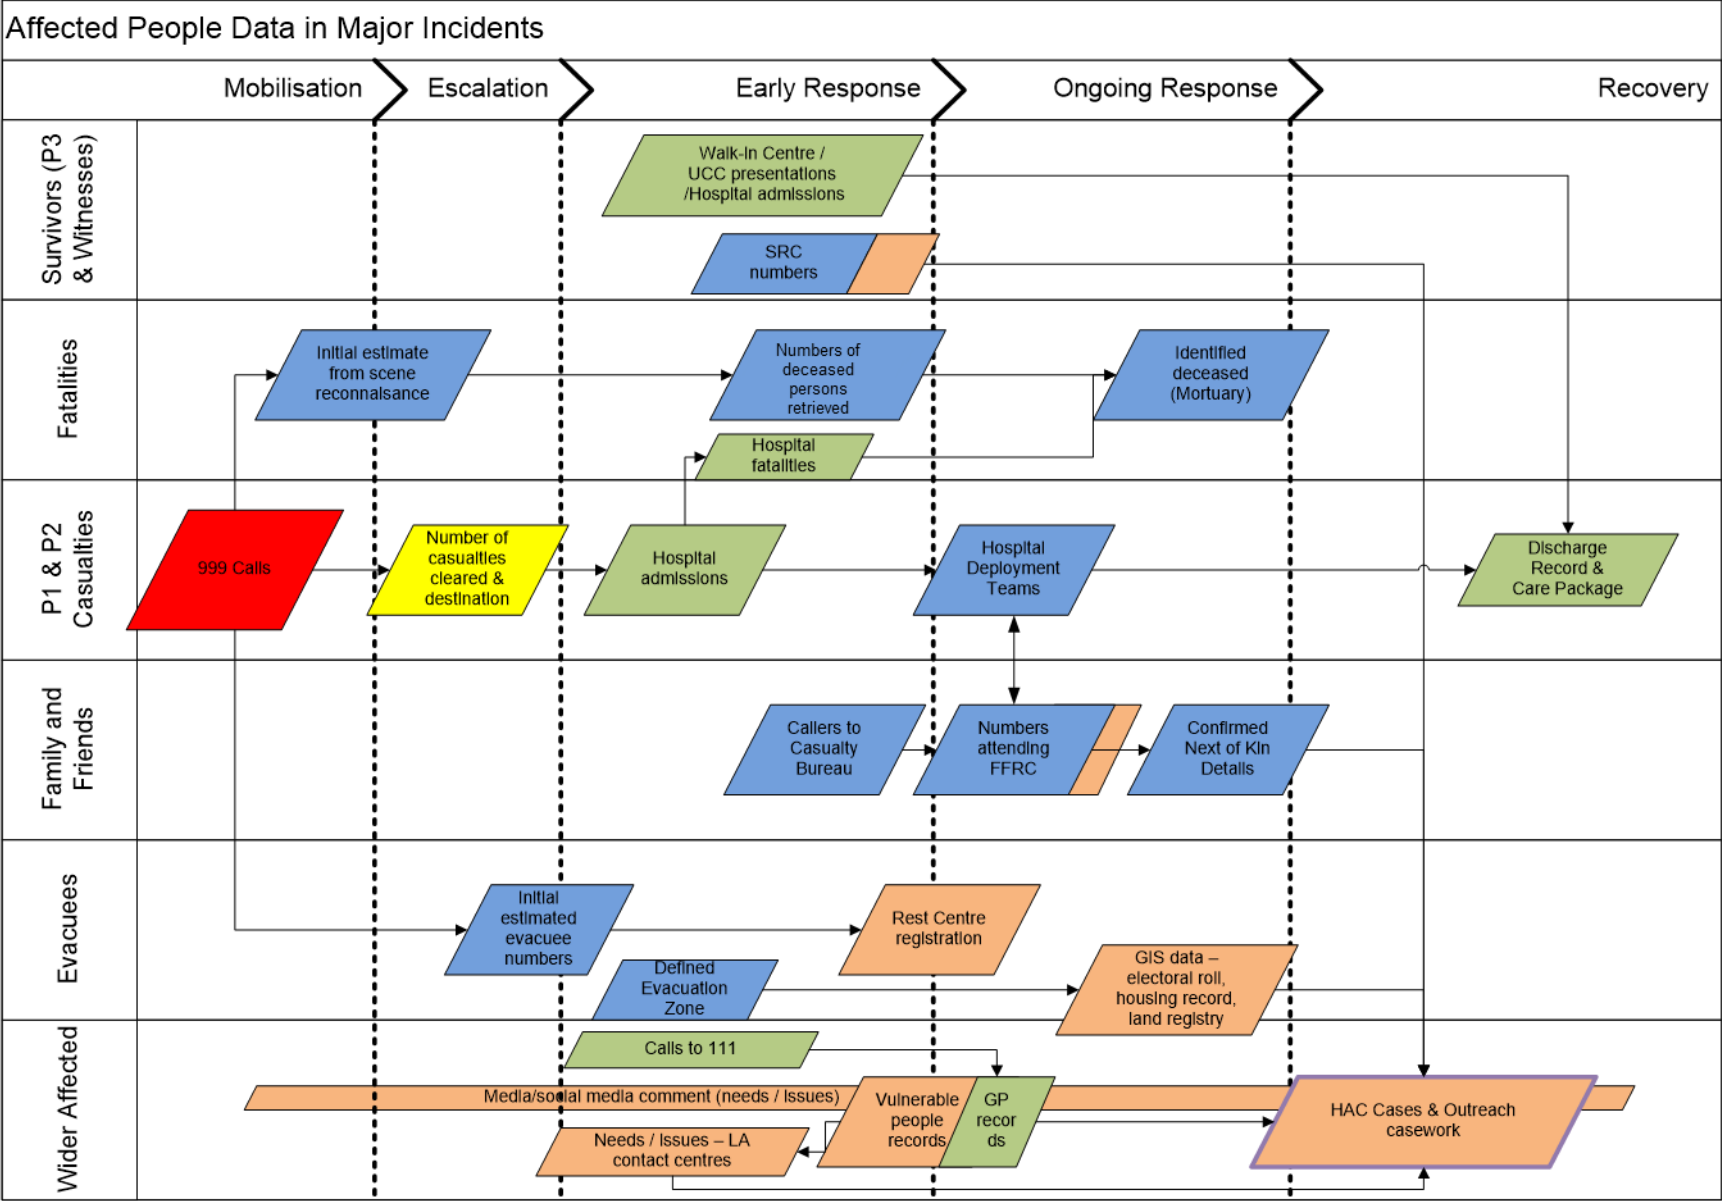 Affected People Data in Major Incidents
Mobilisation
Escalation
Early Response
Ongoing Response
Recovery
Survivors (P3
& Witnesses)
Walk-in Centre /
UCC presentations
/Hospital admissions
SRC
numbers
Fatalities
Initial estimate
from scene
reconnaisance
Numbers of
deceased
persons
retrieved
Identified
deceased
(Mortuary)
Hospital
fatalities
P1 & P2
Casualties
999 Calls
Number of
casualties
cleared &
destination
Hospital
admissions
Hospital
Deployment
Teams
Discharge
Record &
Care Package
Family and
Friends
Callers to
Casualty
Bureau
Numbers
attending
FFRC
Confirmed
Next of Kin
Details
Evacuees
Initial
estimated
evacuee
numbers
Rest Centre
registration
Defined
Evacuation
Zone
GIS data –
electoral roll,
housing record,
land registry
Wider Affected
Calls to 111
Media/social media comment (needs / issues)
Vulnerable
people
records
GP
recor
ds
Needs / Issues – LA
contact centres
HAC Cases & Outreach
casework